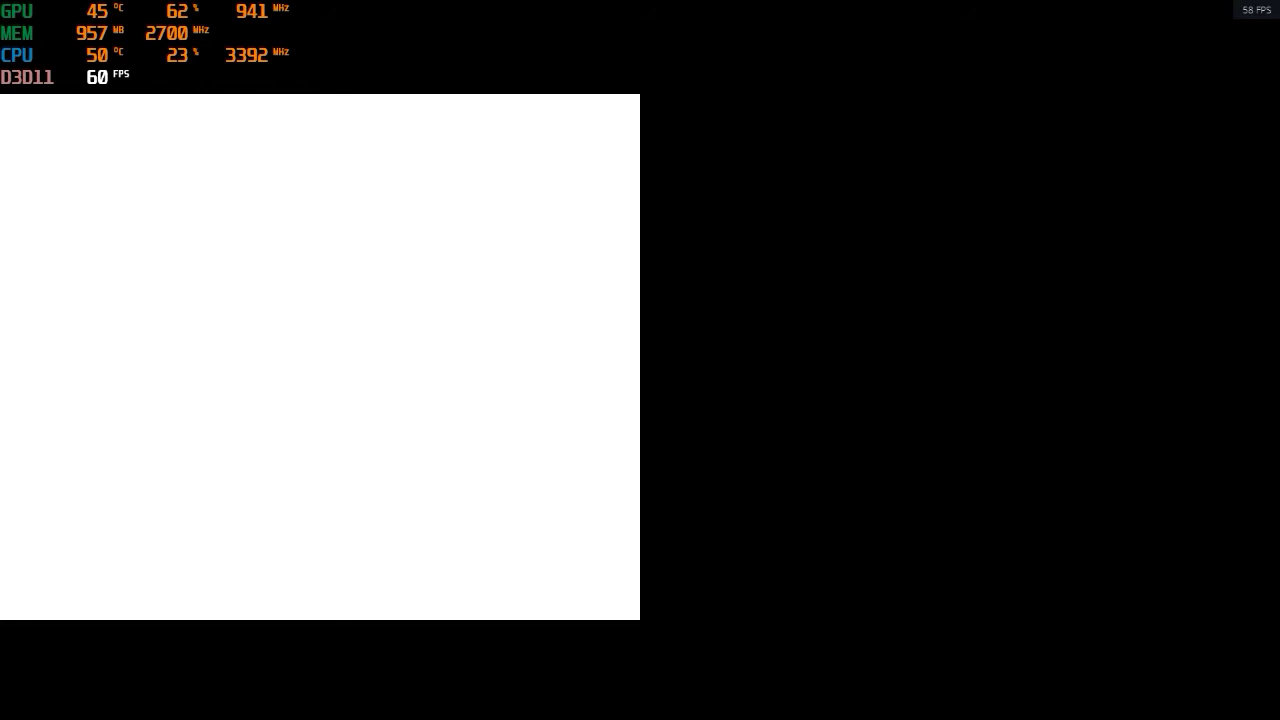 GPU 45 °C 62 % 941 MHz
58 FPS
MEM 957 MB 2700 MHz
CPU 50 °C 23 % 3392 MHz
D3D11 60 FPS